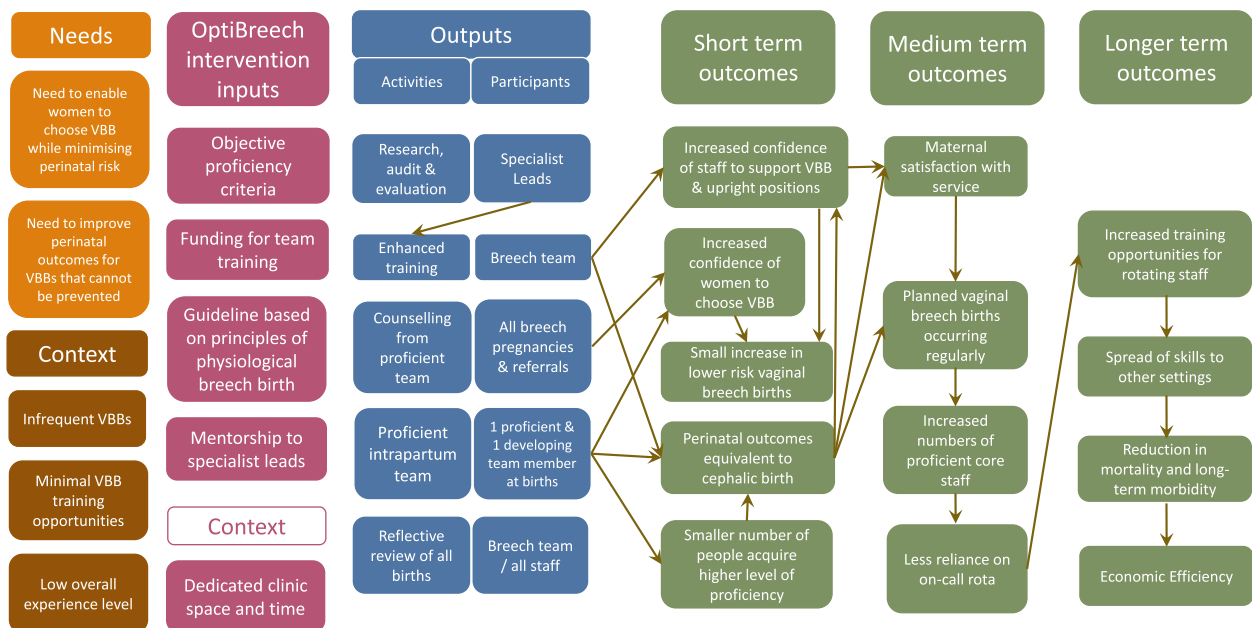 Needs
Need to enable
women to
choose VBB
while minimising
perinatal risk
Need to improve
perinatal
outcomes for
VBBs that cannot
be prevented
Context
Infrequent VBBs
Minimal VBB
training
opportunities
Low overall
experience level
OptiBreech
intervention
inputs
Objective
proficiency
criteria
Funding for team
training
Guideline based
on principles of
physiological
breech birth
Mentorship to
specialist leads
Context
Dedicated clinic
space and time
Outputs
Activities
Participants
Research,
audit &
evaluation
Specialist
Leads
Enhanced
training
Breech team
Counselling
from
proficient
team
All breech
pregnancies
& referrals
Proficient
intrapartum
team
1 proficient &
1 developing
team member
at births
Reflective
review of all
births
Breech team
/ all staff
Short term
outcomes
Increased confidence
of staff to support VBB
& upright positions
Increased
confidence of
women to
choose VBB
Small increase in
lower risk vaginal
breech births
Perinatal outcomes
equivalent to
cephalic birth
Smaller number of
people acquire
higher level of
proficiency
Medium term
outcomes
Maternal
satisfaction with
service
Planned vaginal
breech births
occurring
regularly
Increased
numbers of
proficient core
staff
Less reliance on
on-call rota
Longer term
outcomes
Increased training
opportunities for
rotating staff
Spread of skills to
other settings
Reduction in
mortality and long-
term morbidity
Economic Efficiency